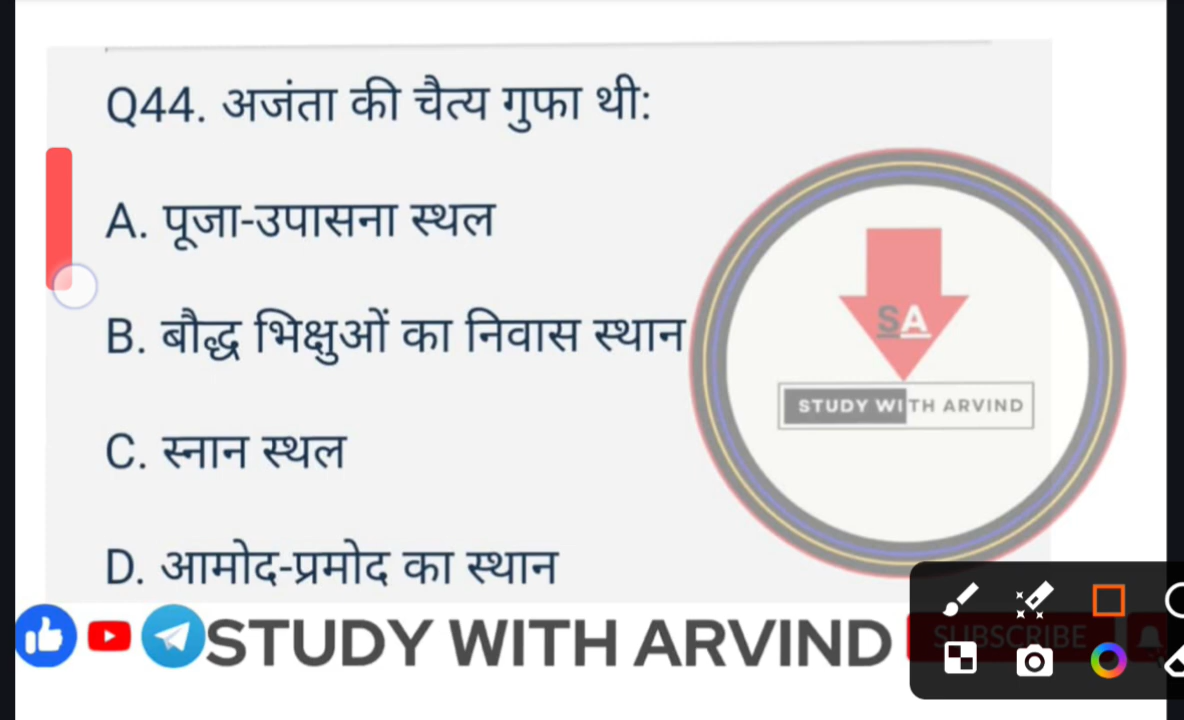 Q44. अजंता की चैत्य गुफा थी:
A. पूजा-उपासना स्थल
B. बौद्ध भिक्षुओं का निवास स्थान
C. स्नान स्थल
D. आमोद-प्रमोद का स्थान
SA
STUDY WITH ARVIND
STUDY WITH ARVIND
SUBSCRIBE